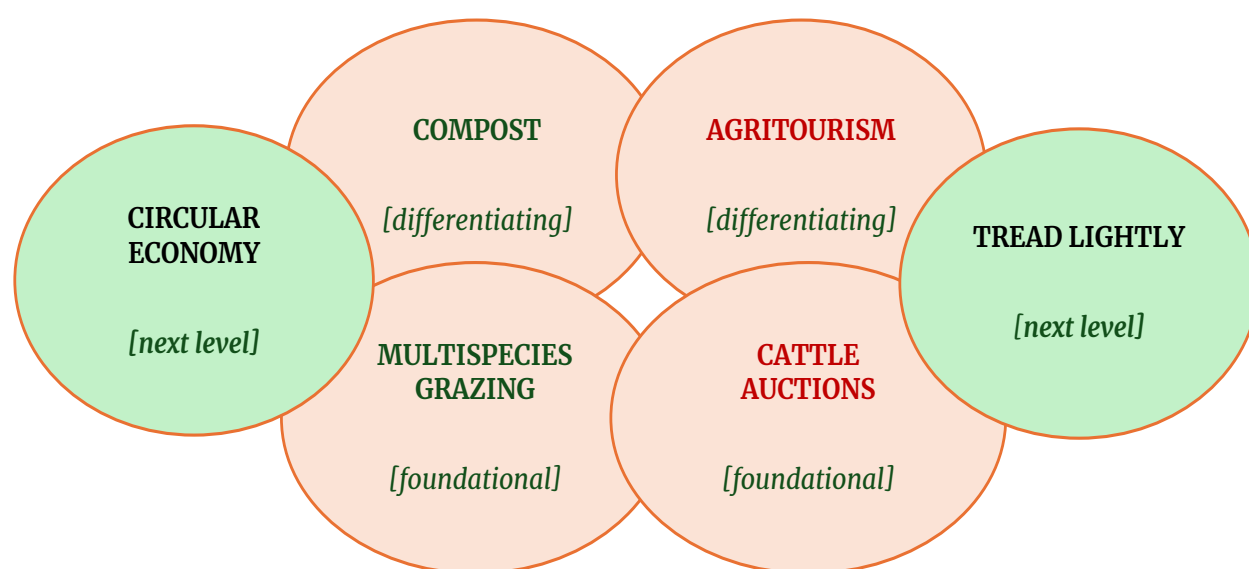 COMPOST
[differentiating]
AGRITOURISM
[differentiating]
CIRCULAR
ECONOMY
[next level]
TREAD LIGHTLY
[next level]
MULTISPECIES
GRAZING
[foundational]
CATTLE
AUCTIONS
[foundational]